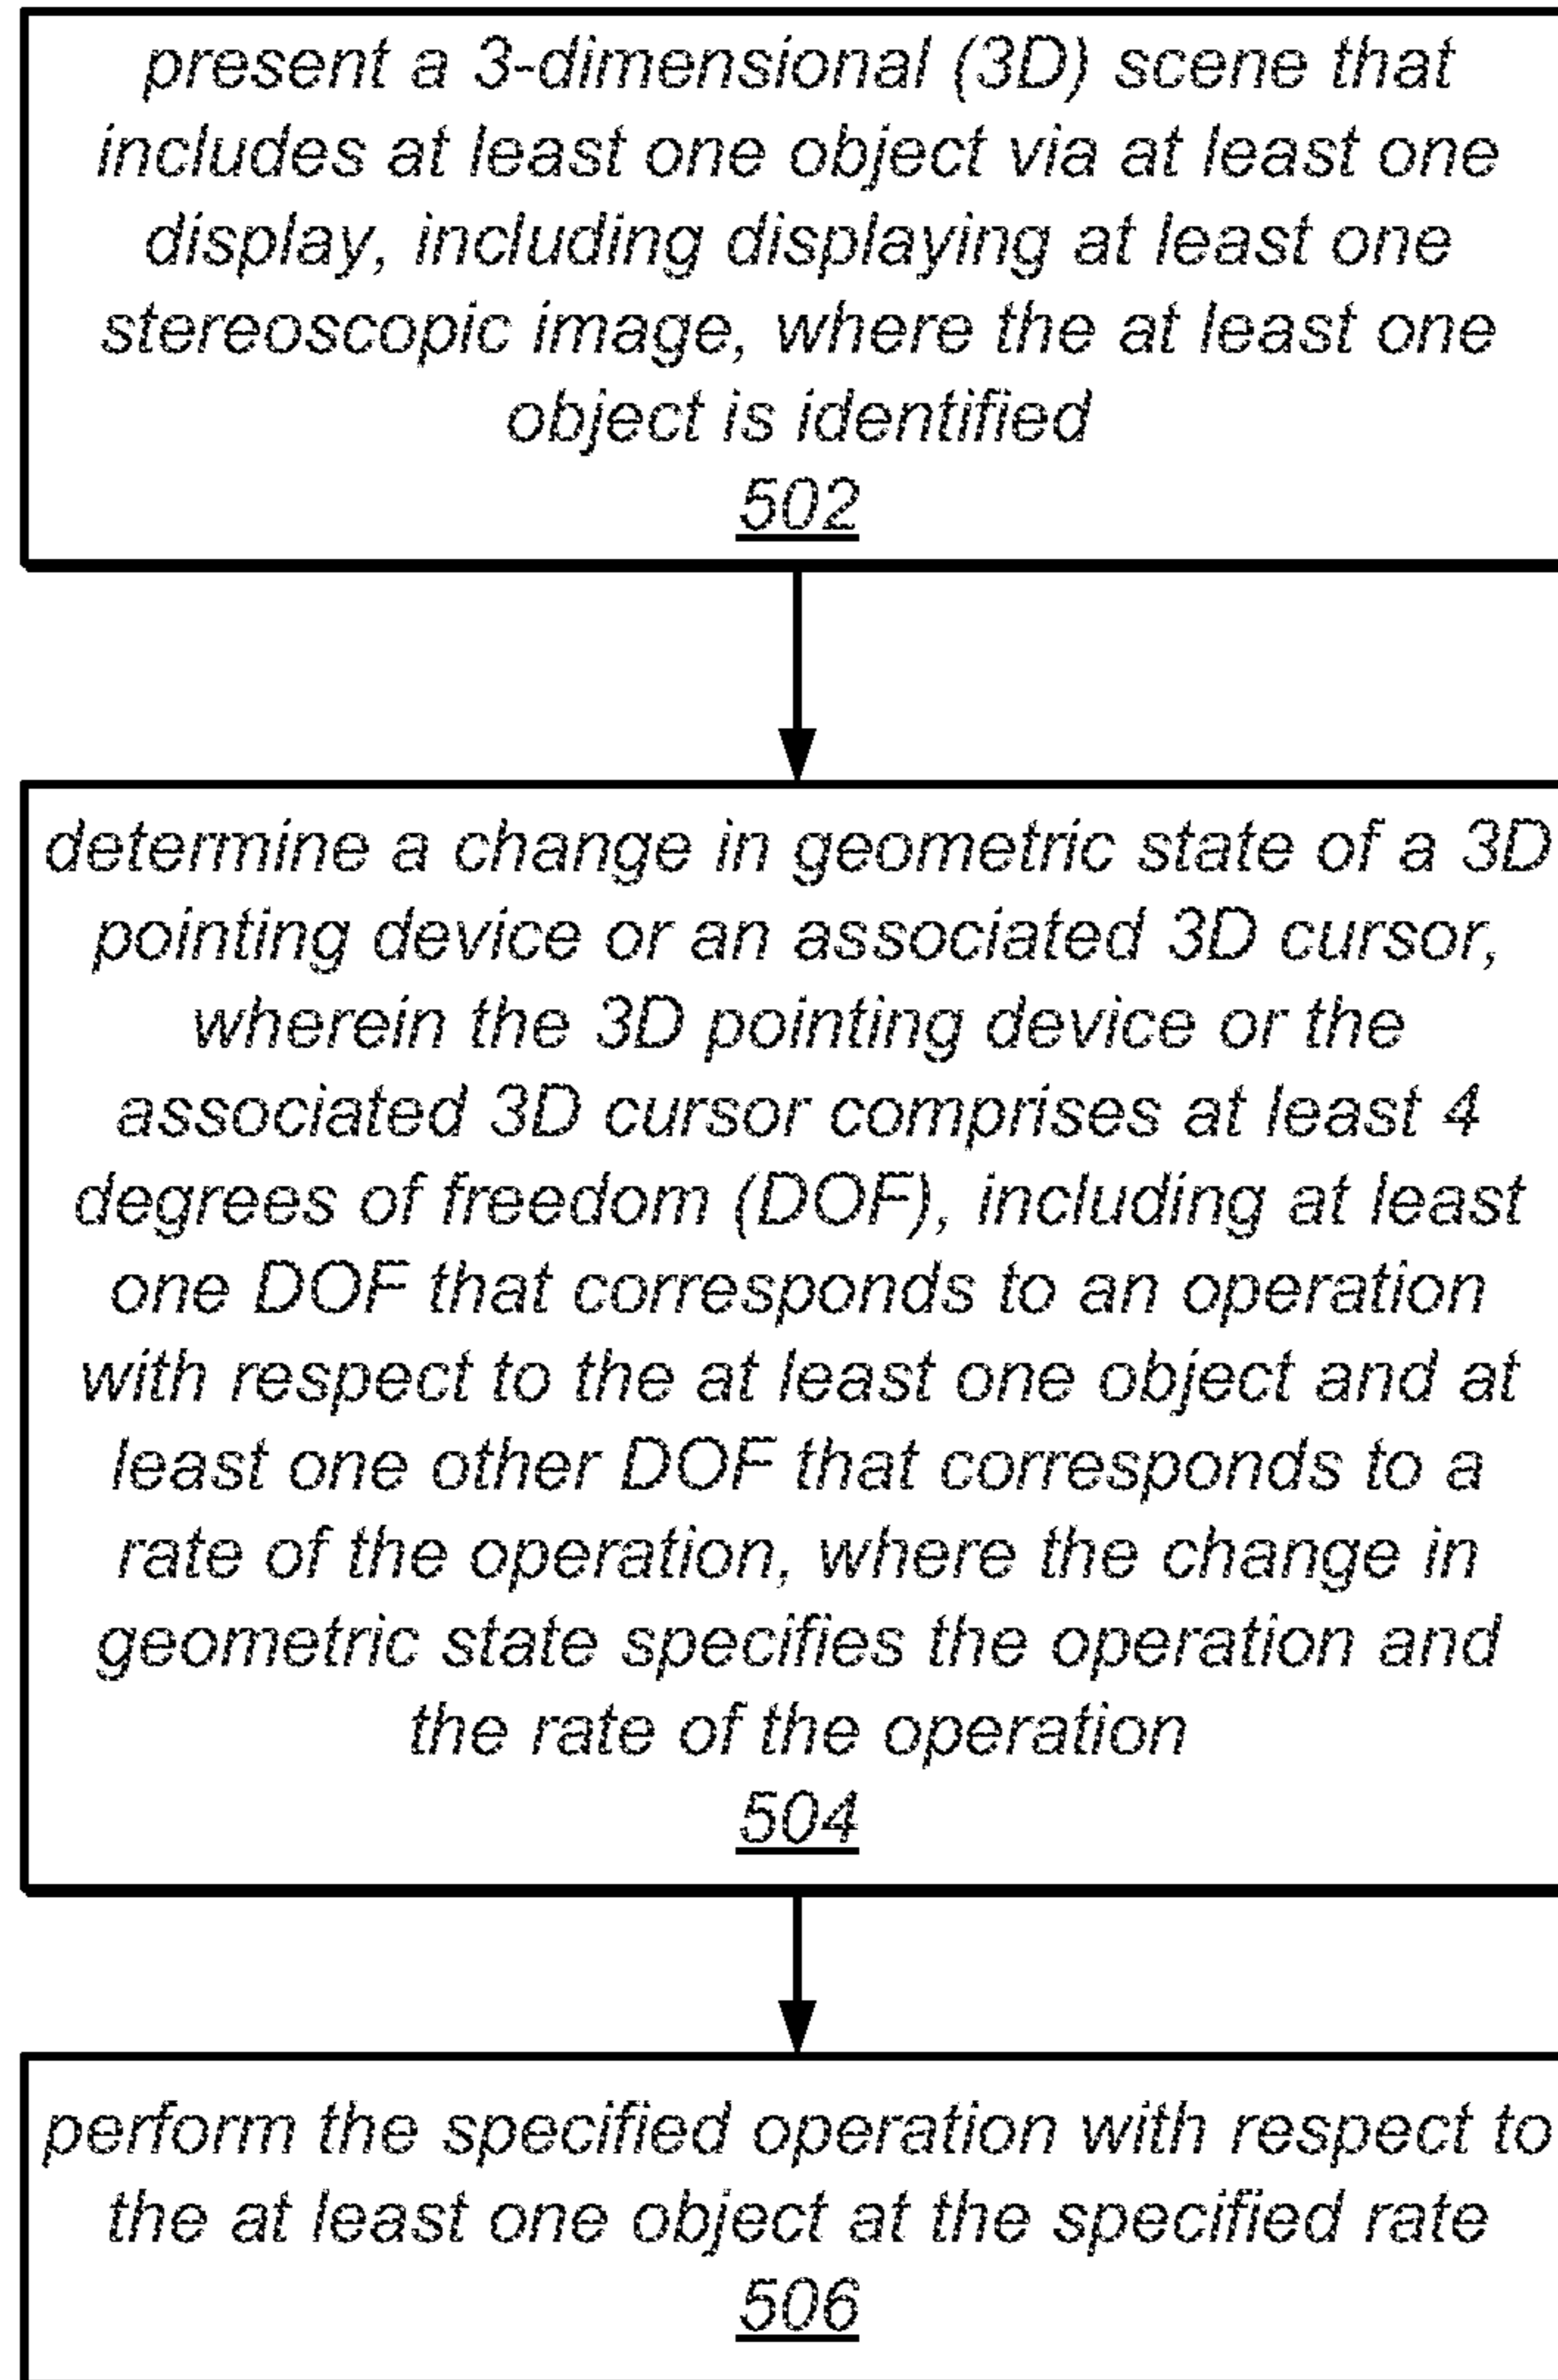 present a 3-dimensional (3D) scene that
includes at least one object via at least one
display, including displaying at least one
stereoscopic image, where the at least one
object is identified
502
determine a change in geometric state of a 3D
pointing device or an associated 3D cursor,
wherein the 3D pointing device or the
associated 3D cursor comprises at least 4
degrees of freedom (DOF), including at least
one DOF that corresponds to an operation
with respect to the at least one object and at
least one other DOF that corresponds to a
rate of the operation, where the change in
geometric state specifies the operation and
the rate of the operation
504
perform the specified operation with respect to
the at least one object at the specified rate
506